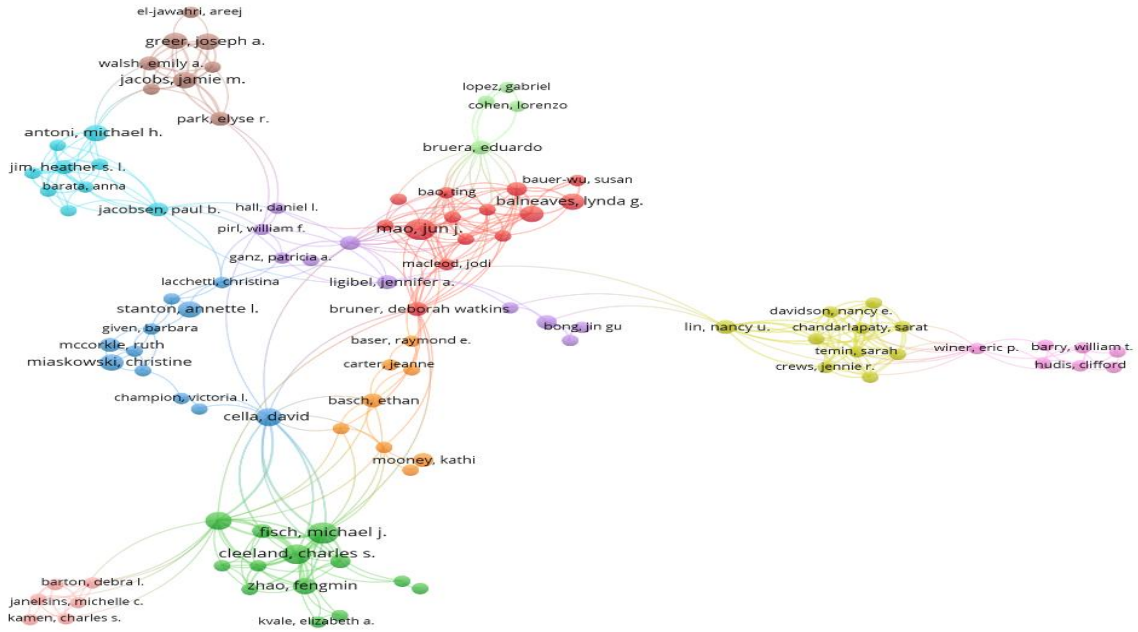 el-jawahri, areej
greer, joseph a.
walsh, emily a.
jacobs, jamie m.
park, elyse r.
antoni, michael h.
jim, heather s. l.
barata, anna
jacobsen, paul b.
lopez, gabriel
cohen, lorenzo
bruera, eduardo
bao, ting
bauer-wu, susan
balneaves, lynda g.
mao, jun j.
macleod, jodi
hall, daniel l.
pirl, william f.
ganz, patricia a.
lacchetti, christina
ligibel, jennifer a.
stanton, annette l.
bruner, deborah watkins
given, barbara
mccorkle, ruth
miaskowski, christine
baser, raymond e.
carter, jeanne
bong, jin gu
lin, nancy u.
davidson, nancy e.
chandarlapaty, sarat
temin, sarah
crews, jennie r.
winer, eric p.
barry, william t.
hudis, clifford
champion, victoria l.
cella, david
basch, ethan
mooney, kathi
fisch, michael j.
cleeland, charles s.
zhao, fengmin
kvale, elizabeth a.
barton, debra l.
janelsins, michelle c.
kamen, charles s.